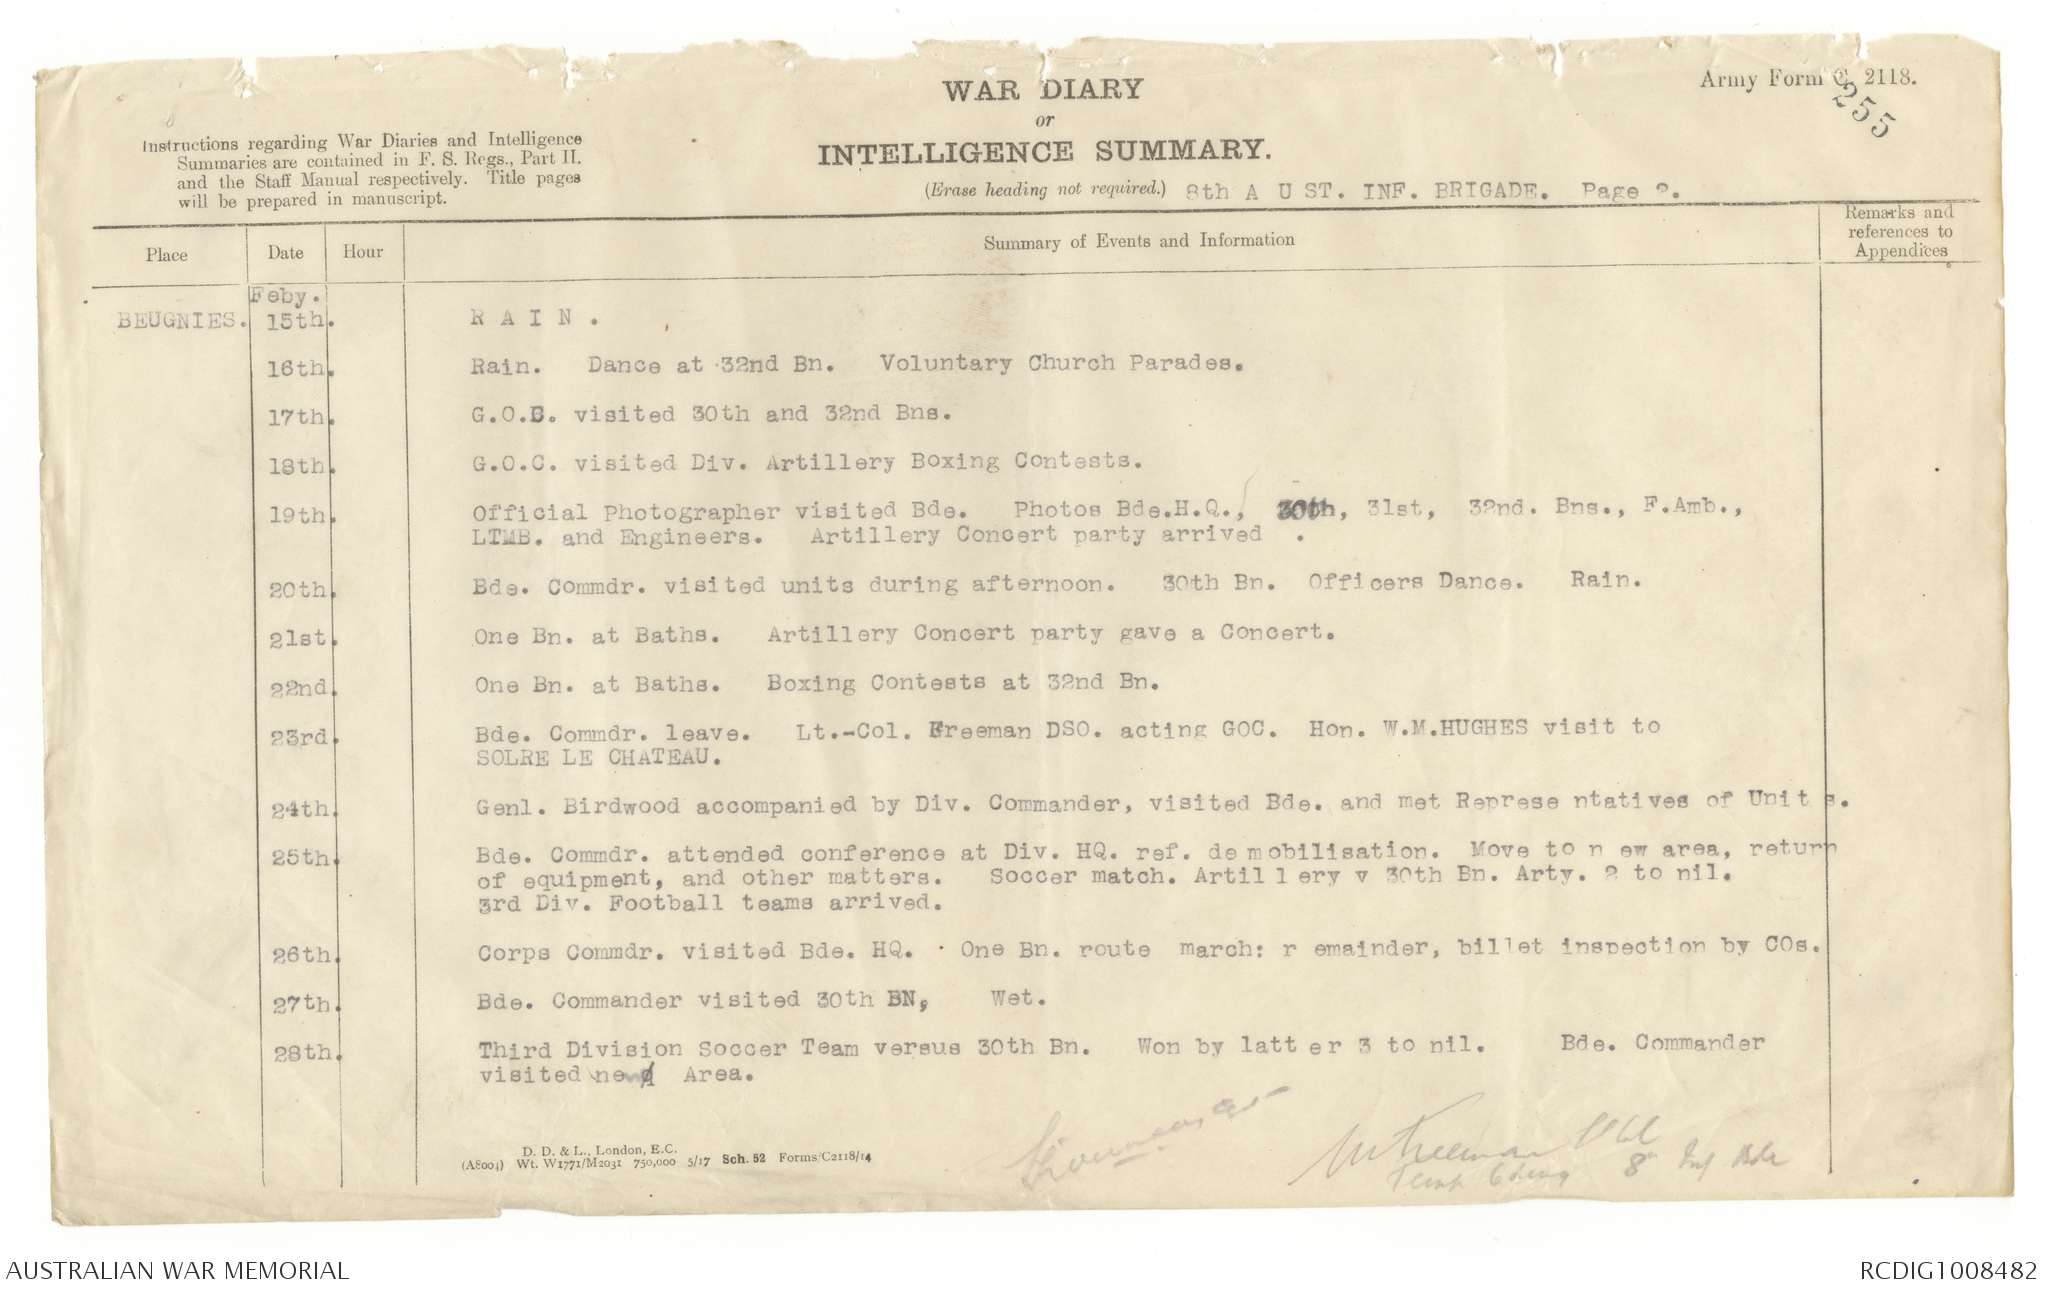 Army Form C. 2118.
255
WAR DIARY
or
INTELLIGENCE SUMMARY.
(Erase heading not required.) 8th A U ST. INF. BRIGADE. Page 2.
Instructions regarding War Diaries and Intelligence
Summaries are contained in F. S. Regs., Part II.
and the Staff Manual respectively. Title pages
will be prepared in manuscript.
Place Date Hour Summary of Events and Information Remarks and
references to
Appendices
Feby.
BEUGNIES. 15th. R A I N .
16th. Rain. Dance at 32nd Bn. Voluntary Church Parades.
17th. G.O.C. visited 30th and 32nd Bns.
18th. G.O.C. visited Div. Artillery Boxing Contests.
19th. Official Photographer visited Bde. Photos Bde.H.Q., 30th, 31st, 32nd. Bns., F.Amb.,
LTMB. and Engineers. Artillery Concert party arrived .
20th. Bde. Commdr. visited units during afternoon. 30th Bn. Officers Dance. Rain.
21st. One Bn. at Baths. Artillery Concert party gave a Concert.
22nd. One Bn. at Baths. Boxing Contests at 32nd Bn.
23rd. Bde. Commdr. leave. Lt.-Col. Freeman DSO. acting GOC. Hon. W.M.HUGHES visit to
SOLRE LE CHATEAU.
24th. Genl. Birdwood accompanied by Div. Commander, visited Bde. and met Represe ntatives of Unit s.
25th. Bde. Commdr. attended conference at Div. HQ. ref. de mobilisation. Move to n ew area, return
of equipment, and other matters. Soccer match. Artil l ery v 30th Bn. Arty. 2 to nil.
3rd Div. Football teams arrived.
26th. Corps Commdr. visited Bde. HQ. One Bn. route march: r emainder, billet inspection by COs.
27th. Bde. Commander visited 30th BN, Wet.
28th. Third Division Soccer Team versus 30th Bn. Won by latt er 3 to nil. Bde. Commander
visited new Area.
Freeman
8th Inf Bde
D. D. & L., London, E.C.
(A8004) Wt. W1771/M2031 750,000 5/17 Sch. 52 Forms/C2118/14
AUSTRALIAN WAR MEMORIAL
RCDIG1008482